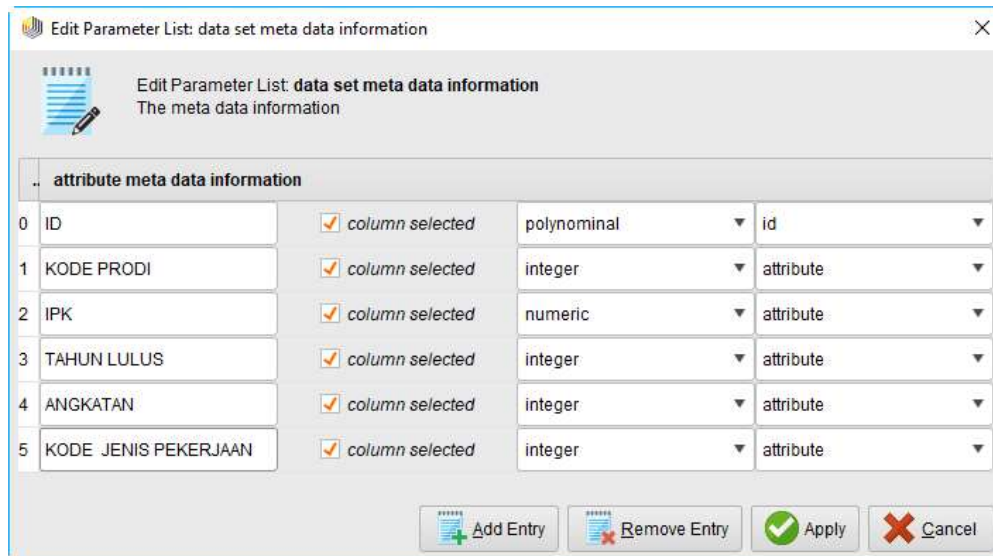 Edit Parameter List: data set meta data information
Edit Parameter List: data set meta data information
The meta data information
.. attribute meta data information
0 ID column selected polynominal id
1 KODE PRODI column selected integer attribute
2 IPK column selected numeric attribute
3 TAHUN LULUS column selected integer attribute
4 ANGKATAN column selected integer attribute
5 KODE JENIS PEKERJAAN column selected integer attribute
Add Entry Remove Entry Apply Cancel